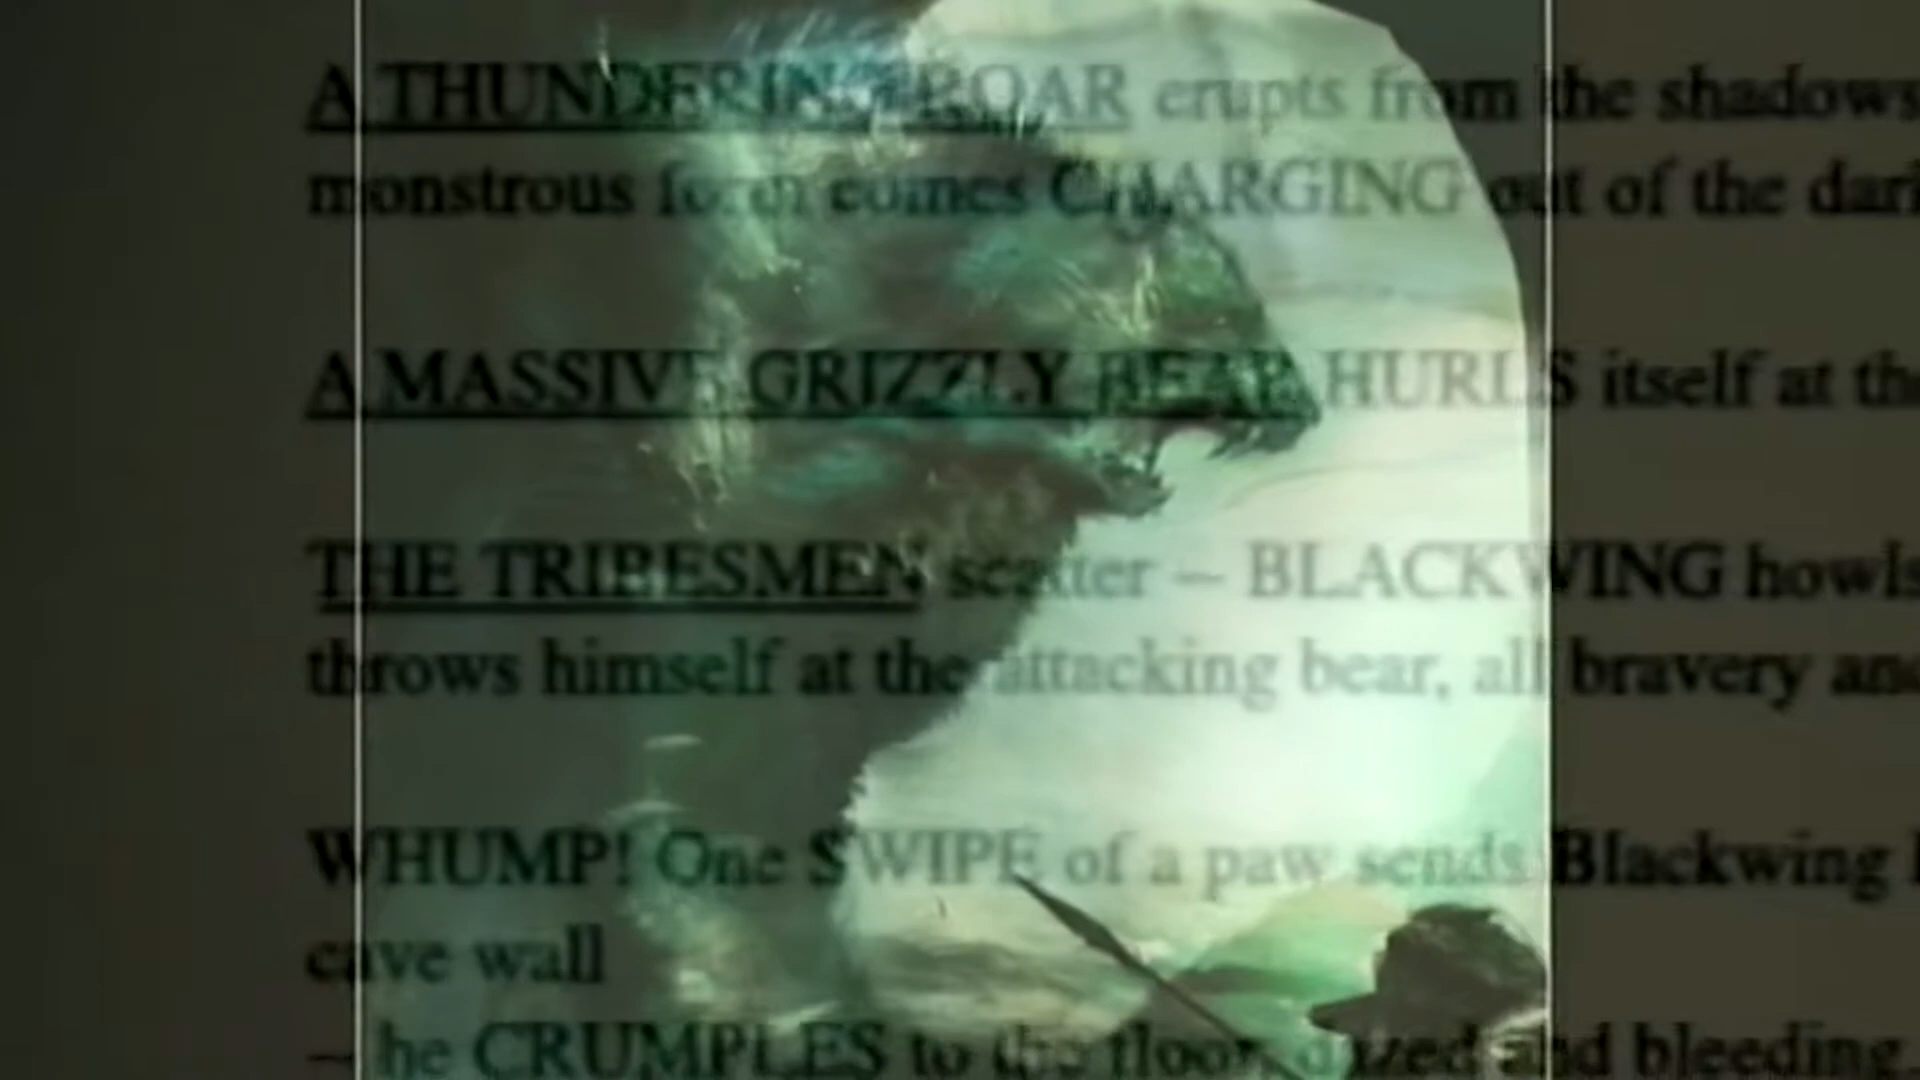 A THUNDERING ROAR erupts from the shadows
monstrous form comes CHARGING out of the dark
A MASSIVE GRIZZLY BEAR HURLS itself at the
THE TRIBESMEN scatter – BLACKWING howls
throws himself at the attacking bear, all bravery and
WHUMP! One SWIPE of a paw sends Blackwing
cave wall
– he CRUMPLES to the floor, dazed and bleeding.